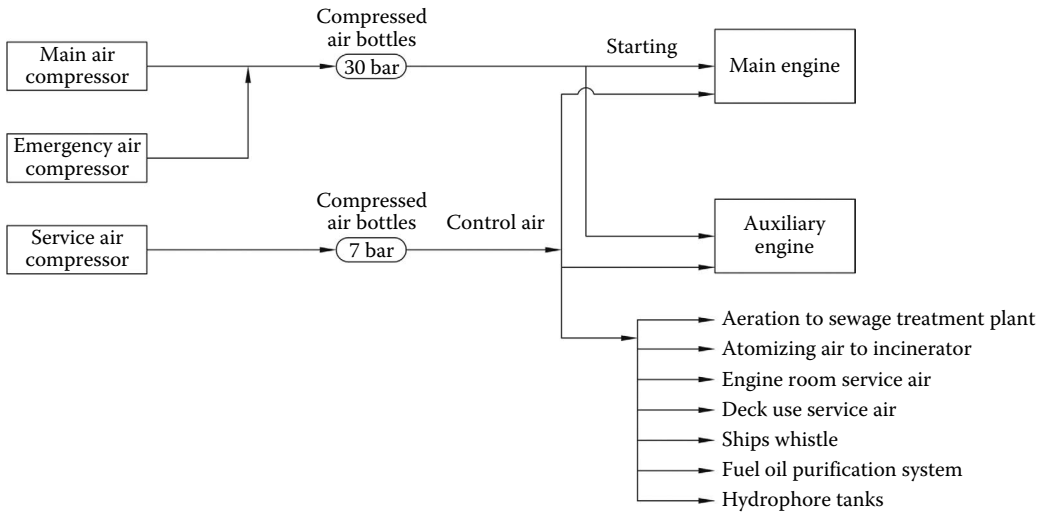 Main air
compressor
Compressed
air bottles
30 bar
Starting
Main engine
Emergency air
compressor
Service air
compressor
Compressed
air bottles
7 bar
Control air
Auxiliary
engine
Aeration to sewage treatment plant
Atomizing air to incinerator
Engine room service air
Deck use service air
Ships whistle
Fuel oil purification system
Hydrophore tanks